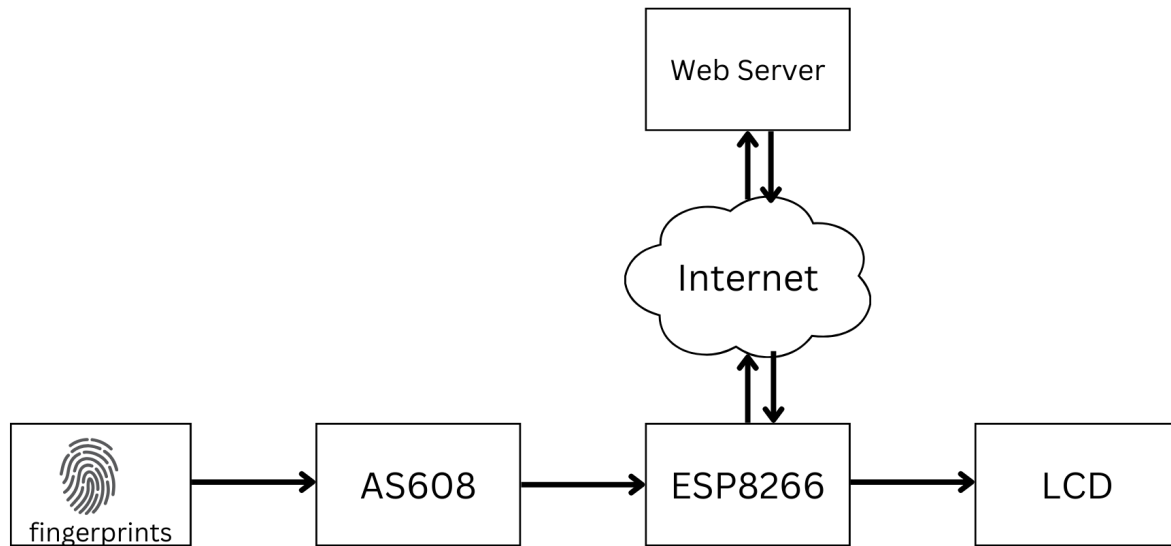 Web Server
Internet
fingerprints
AS608
ESP8266
LCD